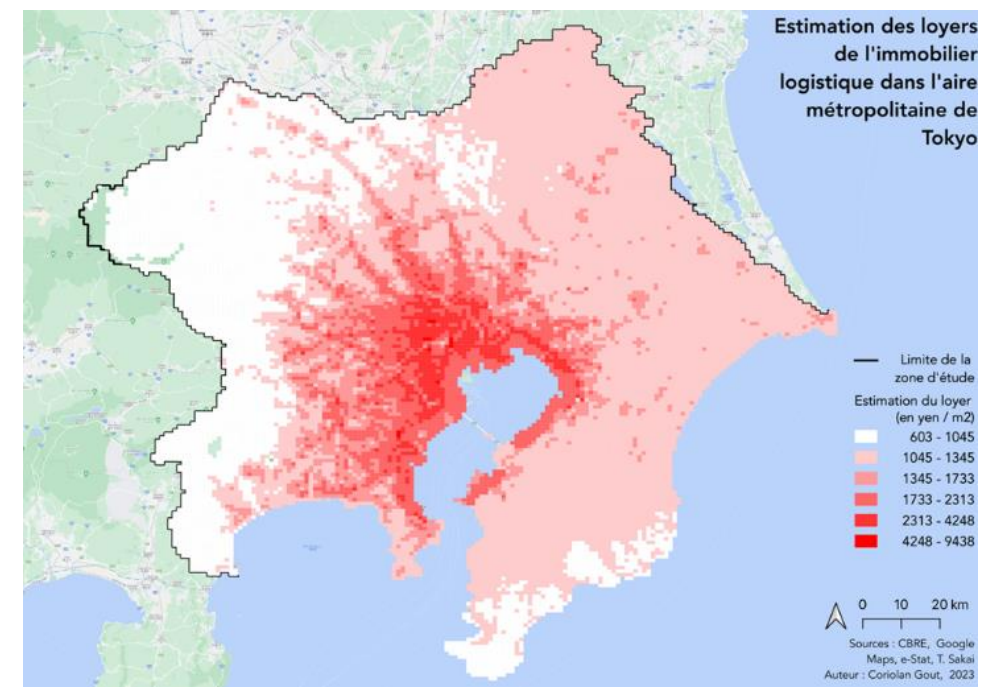 Estimation des loyers
de l'immobilier
logistique dans l'aire
métropolitaine de
Tokyo
Limite de la
zone d'étude
Estimation du loyer
(en yen / m2)
603 - 1045
1045 - 1345
1345 - 1733
1733 - 2313
2313 - 4248
4248 - 9438
0 10 20 km
Sources : CBRE, Google
Maps, e-Stat, T. Sakai
Auteur : Coriolan Gout, 2023